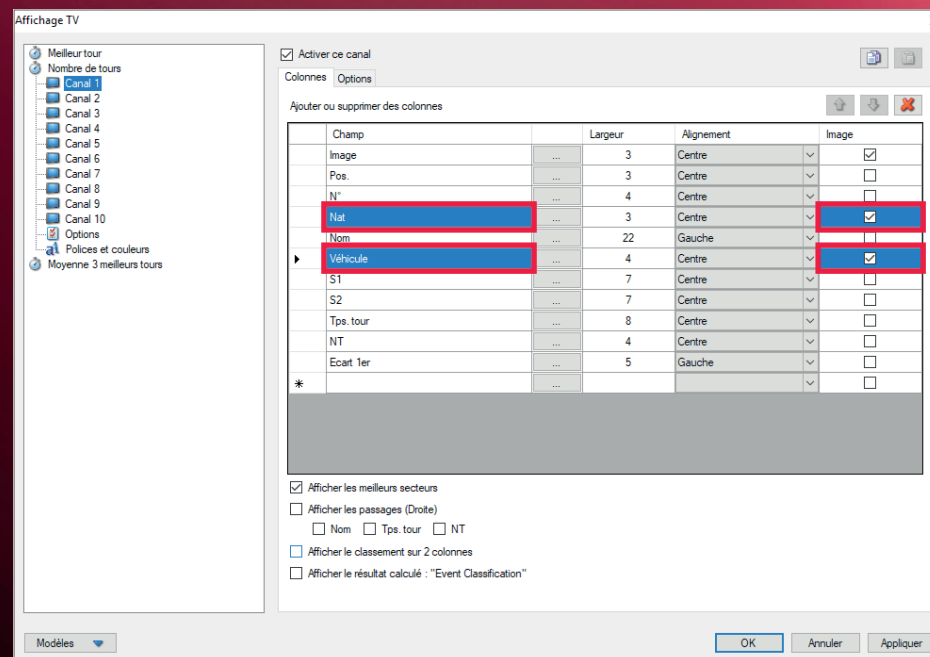 Affichage TV
Meilleur tour
Nombre de tours
Canal 1
Canal 2
Canal 3
Canal 4
Canal 5
Canal 6
Canal 7
Canal 8
Canal 9
Canal 10
Options
Polices et couleurs
Moyenne 3 meilleurs tours
Activer ce canal
Colonnes Options
Ajouter ou supprimer des colonnes
Champ Largeur Alignement Image
Image ... 3 Centre
Pos. ... 3 Centre
N° ... 4 Centre
Nat ... 3 Centre
Nom ... 22 Gauche
Véhicule ... 4 Centre
S1 ... 7 Centre
S2 ... 7 Centre
Tps. tour ... 8 Centre
NT ... 4 Centre
Ecart 1er ... 5 Gauche
* ...
Afficher les meilleurs secteurs
Afficher les passages (Droite)
Nom Tps. tour NT
Afficher le classement sur 2 colonnes
Afficher le résultat calculé : "Event Classification"
Modèles OK Annuler Appliquer